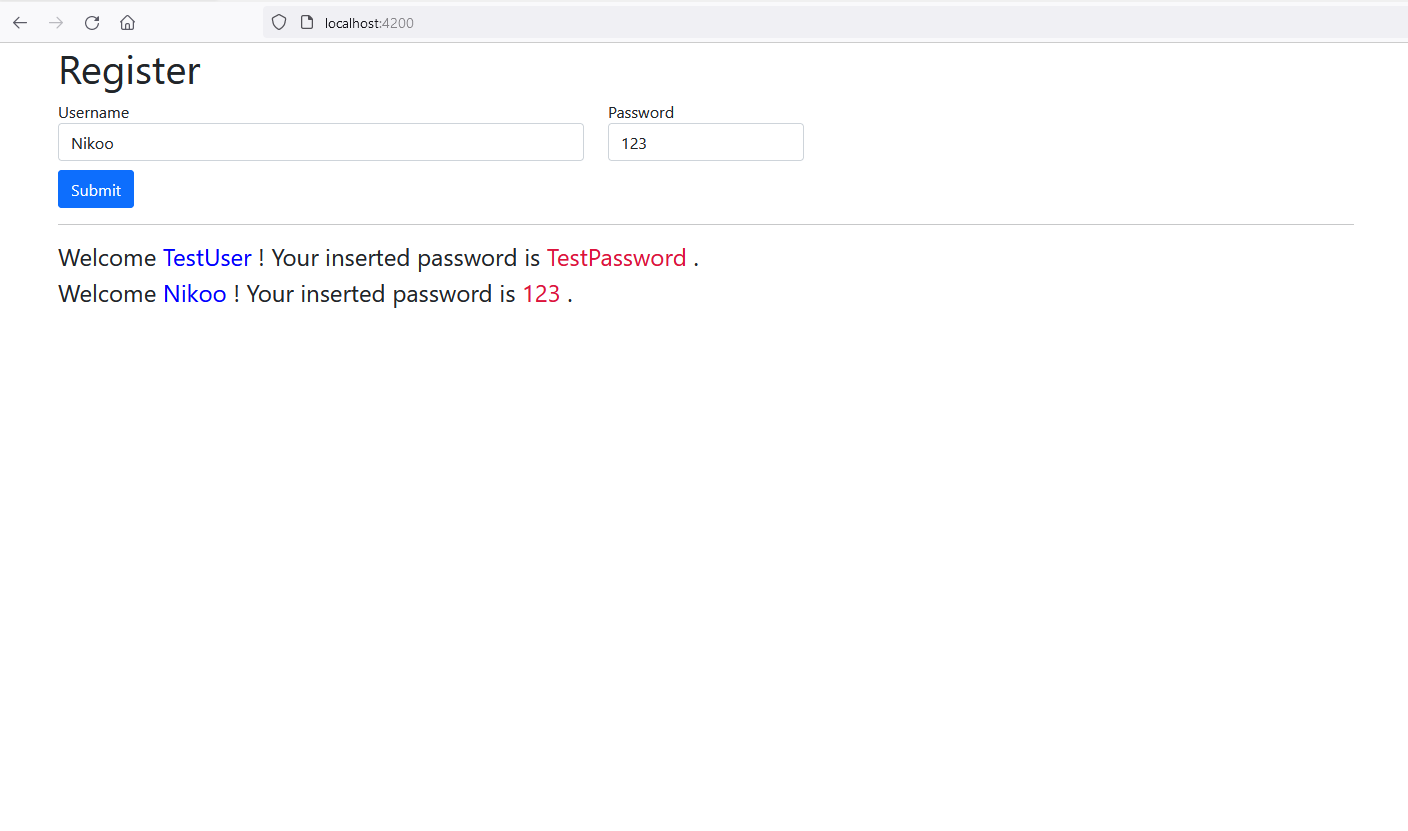 localhost:4200
Register
Username Password
Nikoo 123
Submit
Welcome TestUser ! Your inserted password is TestPassword .
Welcome Nikoo ! Your inserted password is 123 .